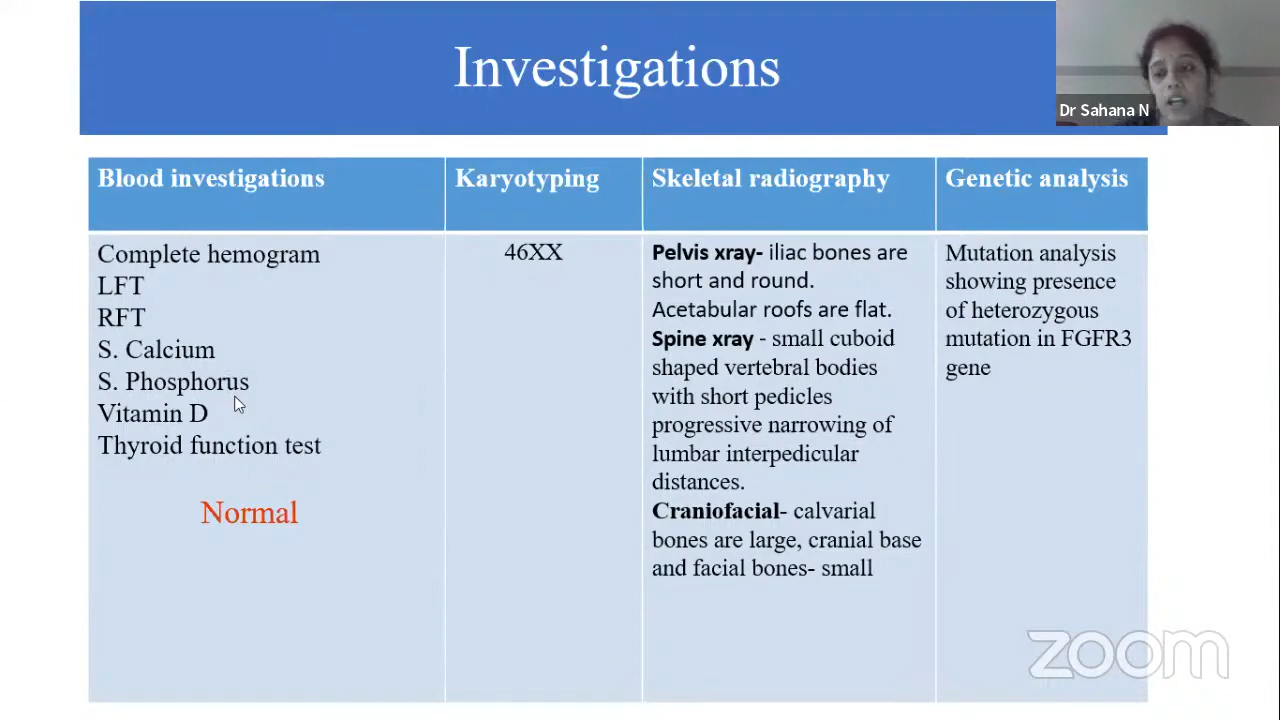 Investigations
Dr Sahana N
Blood investigations
Karyotyping
Skeletal radiography
Genetic analysis
Complete hemogram
LFT
RFT
S. Calcium
S. Phosphorus
Vitamin D
Thyroid function test
Normal
46XX
Pelvis xray- iliac bones are
short and round.
Acetabular roofs are flat.
Spine xray - small cuboid
shaped vertebral bodies
with short pedicles
progressive narrowing of
lumbar interpedicular
distances.
Craniofacial- calvarial
bones are large, cranial base
and facial bones- small
Mutation analysis
showing presence
of heterozygous
mutation in FGFR3
gene
zoom